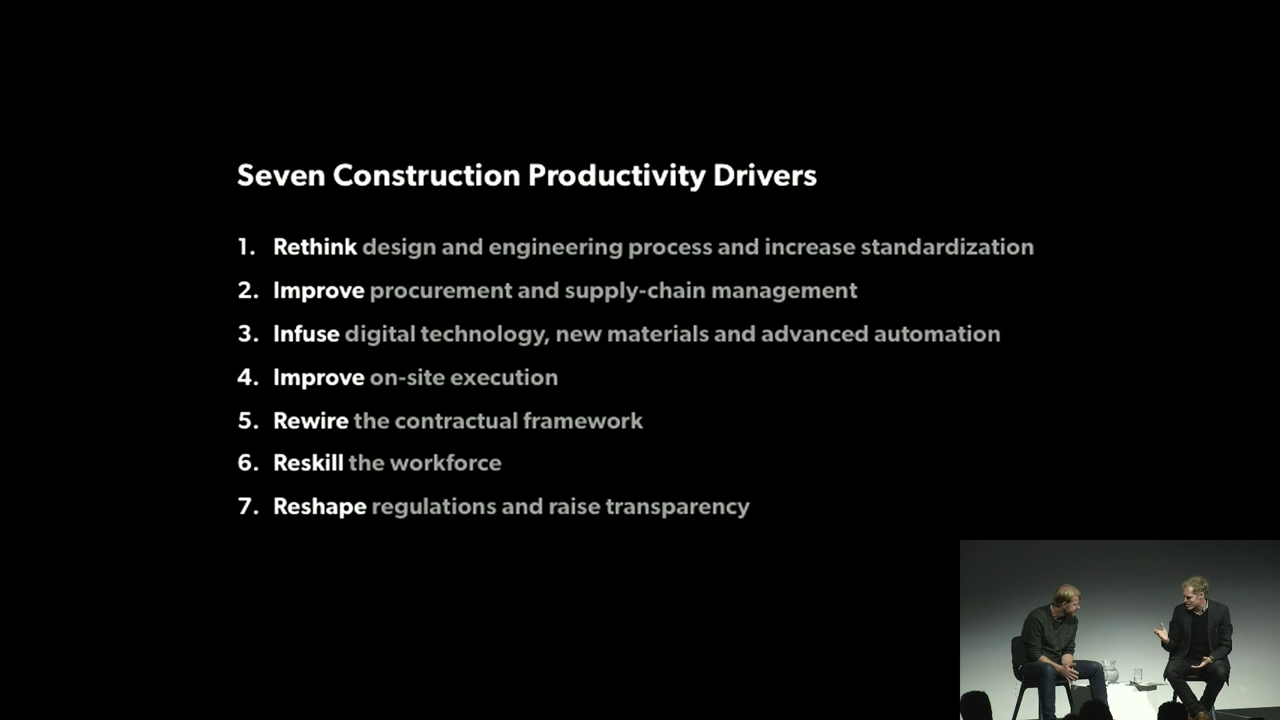 Seven Construction Productivity Drivers
1. Rethink design and engineering process and increase standardization
2. Improve procurement and supply-chain management
3. Infuse digital technology, new materials and advanced automation
4. Improve on-site execution
5. Rewire the contractual framework
6. Reskill the workforce
7. Reshape regulations and raise transparency